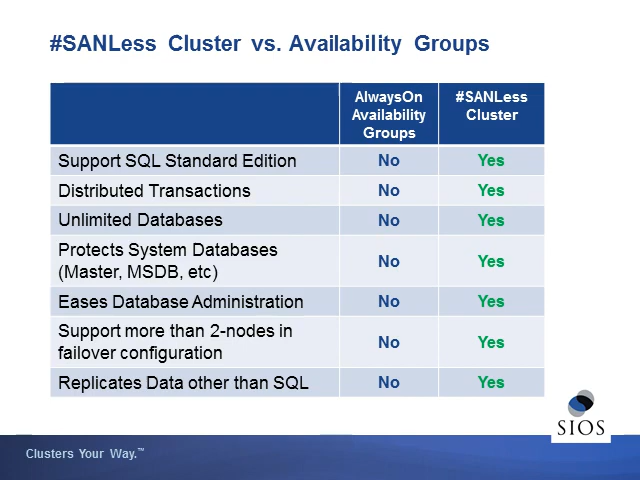 #SANLess Cluster vs. Availability Groups
AlwaysOn
Availability
Groups
#SANLess
Cluster
Support SQL Standard Edition No Yes
Distributed Transactions No Yes
Unlimited Databases No Yes
Protects System Databases
(Master, MSDB, etc) No Yes
Eases Database Administration No Yes
Support more than 2-nodes in
failover configuration No Yes
Replicates Data other than SQL No Yes
SIOS
Clusters Your Way.™